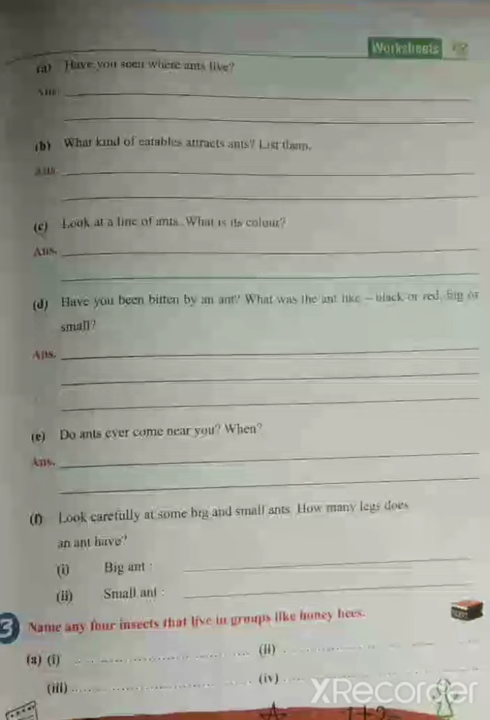 Worksheets
(a) Have you seen where ants live?
Ans.
(b) What kind of eatables attracts ants? List them.
ans
(c) Look at a line of ants. What is its colour?
Ans.
(d) Have you been bitten by an ant? What was the ant like – black or red, big or
small?
Ans.
(e) Do ants ever come near you? When?
Ans.
(f) Look carefully at some big and small ants. How many legs does
an ant have?
(i) Big ant :
(ii) Small ant :
3 Name any four insects that live in groups like honey bees.
(a) (i) (ii)
(iii) (iv)
XRecorder
A 1+2